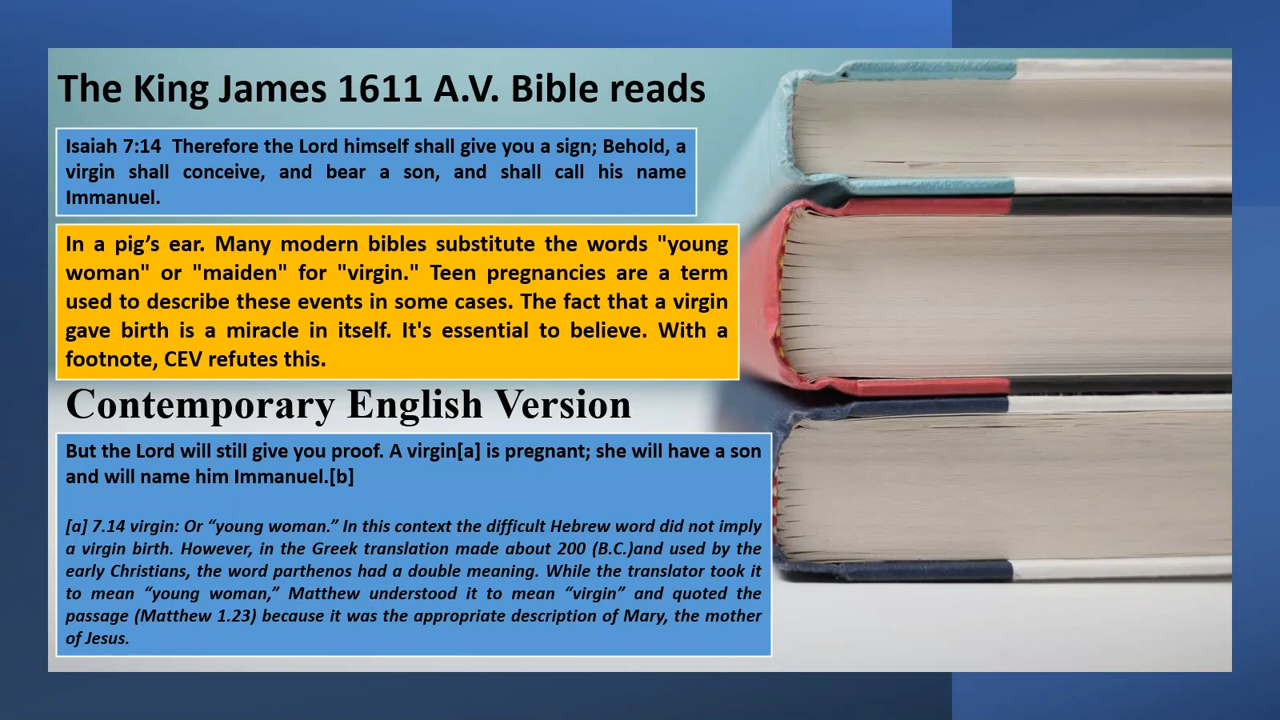 The King James 1611 A.V. Bible reads
Isaiah 7:14  Therefore the Lord himself shall give you a sign; Behold, a
virgin shall conceive, and bear a son, and shall call his name
Immanuel.
In a pig’s ear. Many modern bibles substitute the words "young
woman" or "maiden" for "virgin." Teen pregnancies are a term
used to describe these events in some cases. The fact that a virgin
gave birth is a miracle in itself. It's essential to believe. With a
footnote, CEV refutes this.
Contemporary English Version
But the Lord will still give you proof. A virgin[a] is pregnant; she will have a son
and will name him Immanuel.[b]
[a] 7.14 virgin: Or “young woman.” In this context the difficult Hebrew word did not imply
a virgin birth. However, in the Greek translation made about 200 (B.C.)and used by the
early Christians, the word parthenos had a double meaning. While the translator took it
to mean “young woman,” Matthew understood it to mean “virgin” and quoted the
passage (Matthew 1.23) because it was the appropriate description of Mary, the mother
of Jesus.